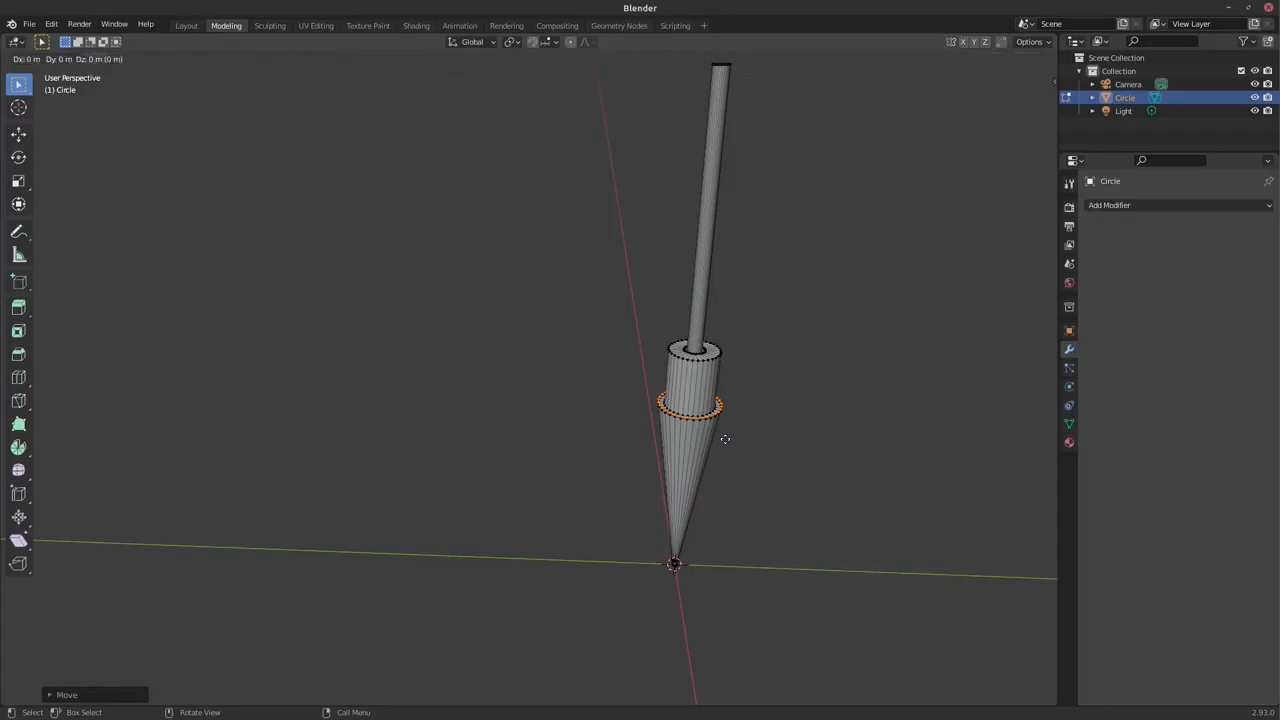 Blender
File Edit Render Window Help Layout Modeling Sculpting UV Editing Texture Paint Shading Animation Rendering Compositing Geometry Nodes Scripting + Scene View Layer
Global X Y Z Options
Dx: 0 m Dy: 0 m Dz: 0 m (0 m)
User Perspective
(1) Circle
Scene Collection
Collection
Camera
Circle
Light
Circle
Add Modifier
Move
Select Box Select Rotate View Call Menu 2.93.0